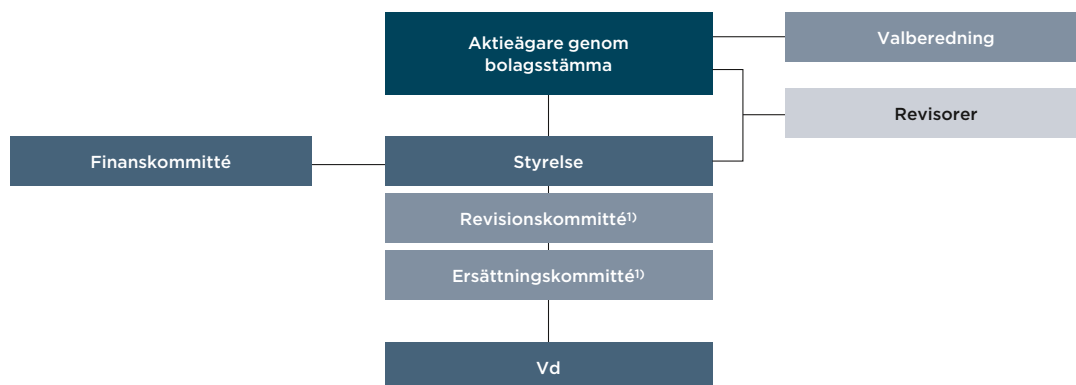 Aktieägare genom
bolagsstämma
Valberedning
Revisorer
Finanskommitté
Styrelse
Revisionskommitté¹⁾
Ersättningskommitté¹⁾
Vd